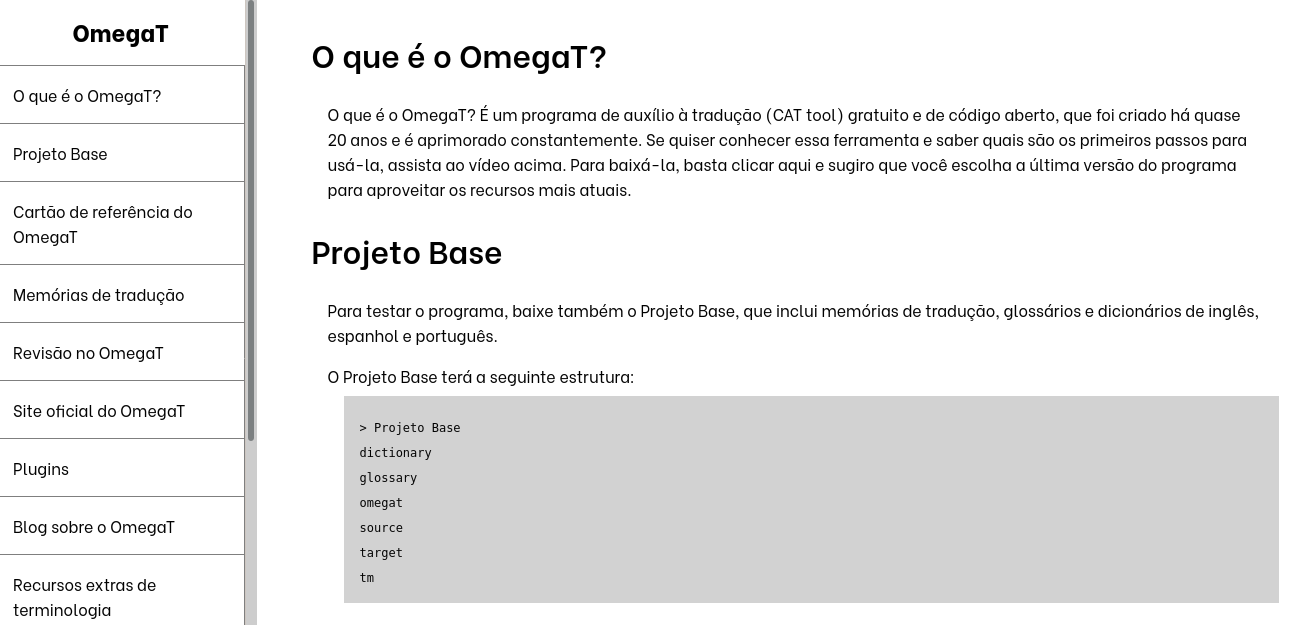 OmegaT
O que é o OmegaT?
Projeto Base
Cartão de referência do
OmegaT
Memórias de tradução
Revisão no OmegaT
Site oficial do OmegaT
Plugins
Blog sobre o OmegaT
Recursos extras de
terminologia
O que é o OmegaT?
O que é o OmegaT? É um programa de auxílio à tradução (CAT tool) gratuito e de código aberto, que foi criado há quase
20 anos e é aprimorado constantemente. Se quiser conhecer essa ferramenta e saber quais são os primeiros passos para
usá-la, assista ao vídeo acima. Para baixá-la, basta clicar aqui e sugiro que você escolha a última versão do programa
para aproveitar os recursos mais atuais.
Projeto Base
Para testar o programa, baixe também o Projeto Base, que inclui memórias de tradução, glossários e dicionários de inglês,
espanhol e português.
O Projeto Base terá a seguinte estrutura:
> Projeto Base
dictionary
glossary
omegat
source
target
tm